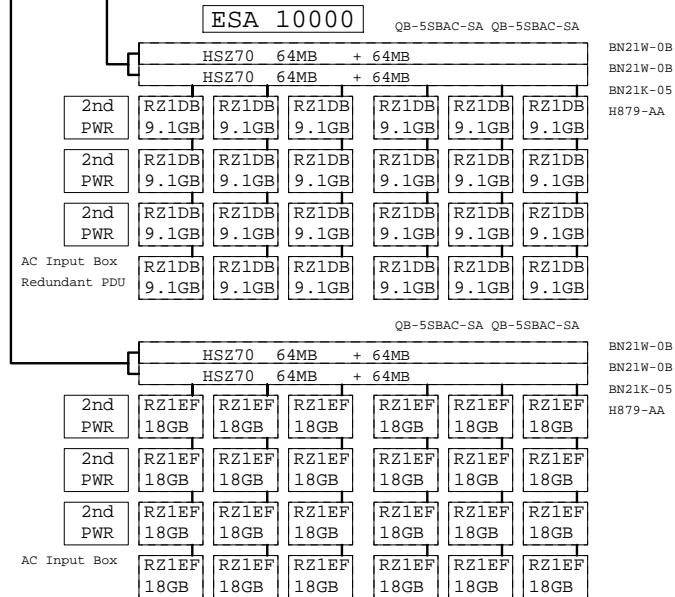 ESA 10000 QB-5SBAC-SA QB-5SBAC-SA
HSZ70 64MB + 64MB BN21W-0B
HSZ70 64MB + 64MB BN21W-0B
BN21K-05
2nd RZ1DB RZ1DB RZ1DB RZ1DB RZ1DB RZ1DB H879-AA
PWR 9.1GB 9.1GB 9.1GB 9.1GB 9.1GB 9.1GB
2nd RZ1DB RZ1DB RZ1DB RZ1DB RZ1DB RZ1DB
PWR 9.1GB 9.1GB 9.1GB 9.1GB 9.1GB 9.1GB
2nd RZ1DB RZ1DB RZ1DB RZ1DB RZ1DB RZ1DB
PWR 9.1GB 9.1GB 9.1GB 9.1GB 9.1GB 9.1GB
AC Input Box RZ1DB RZ1DB RZ1DB RZ1DB RZ1DB RZ1DB
Redundant PDU 9.1GB 9.1GB 9.1GB 9.1GB 9.1GB 9.1GB
QB-5SBAC-SA QB-5SBAC-SA
HSZ70 64MB + 64MB BN21W-0B
HSZ70 64MB + 64MB BN21W-0B
BN21K-05
2nd RZ1EF RZ1EF RZ1EF RZ1EF RZ1EF RZ1EF H879-AA
PWR 18GB 18GB 18GB 18GB 18GB 18GB
2nd RZ1EF RZ1EF RZ1EF RZ1EF RZ1EF RZ1EF
PWR 18GB 18GB 18GB 18GB 18GB 18GB
2nd RZ1EF RZ1EF RZ1EF RZ1EF RZ1EF RZ1EF
PWR 18GB 18GB 18GB 18GB 18GB 18GB
AC Input Box RZ1EF RZ1EF RZ1EF RZ1EF RZ1EF RZ1EF
18GB 18GB 18GB 18GB 18GB 18GB